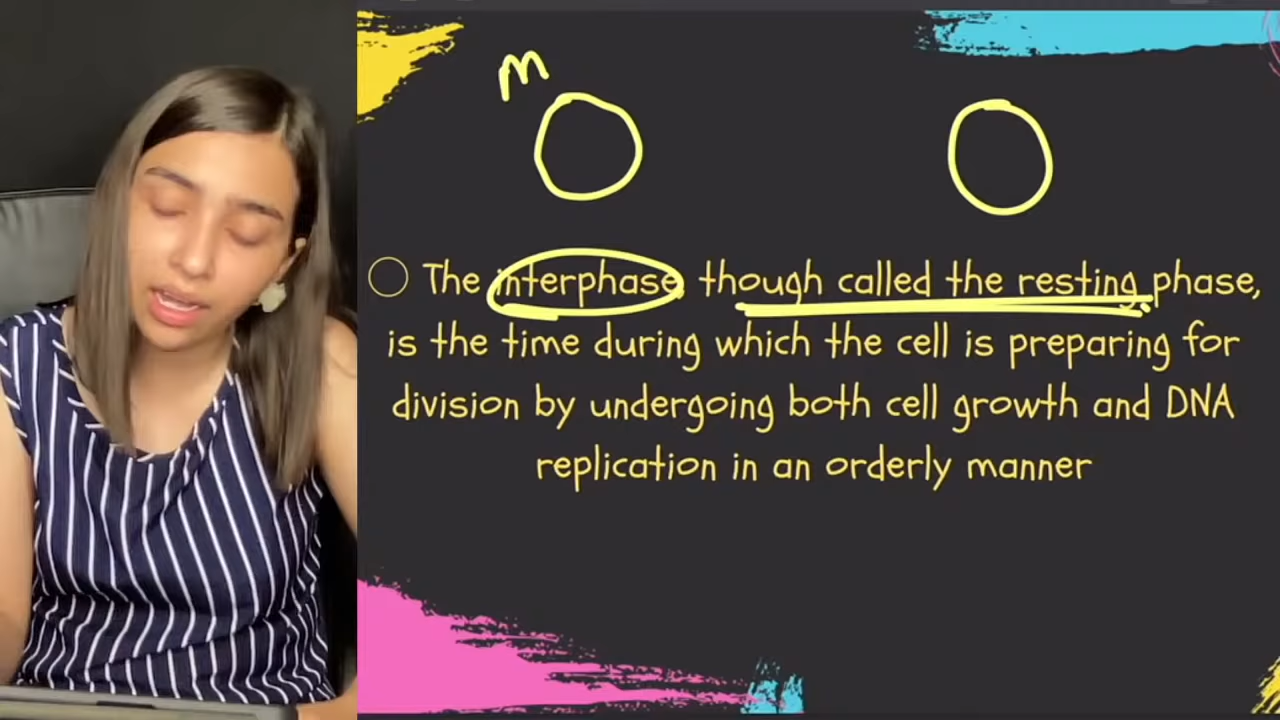 M
The interphase, though called the resting phase,
is the time during which the cell is preparing for
division by undergoing both cell growth and DNA
replication in an orderly manner